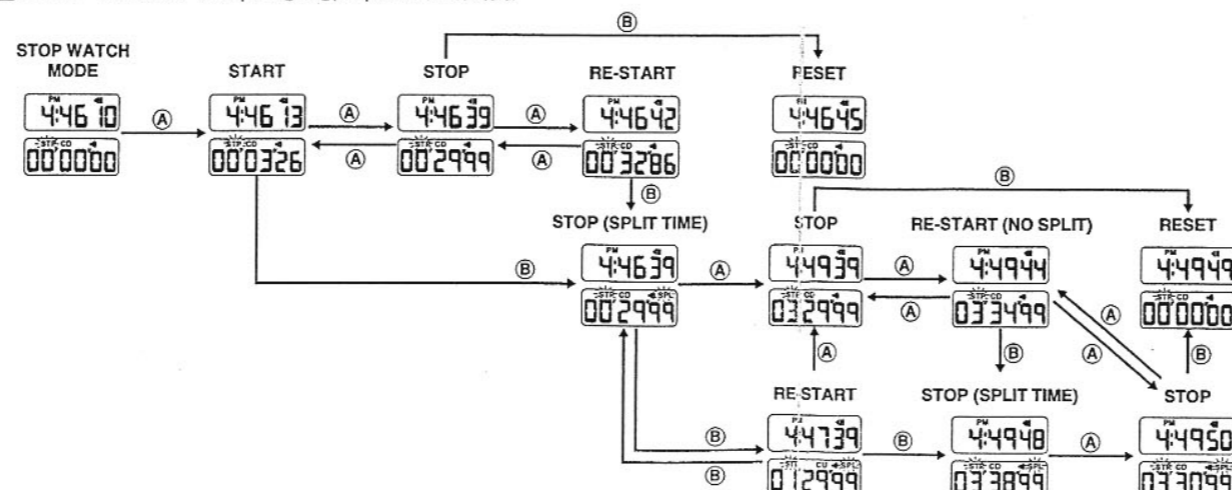 STOP WATCH
MODE
START
STOP
RE-START
RESET
PM
4:46 10
00'00'00
PM
4:46 13
STP CD
00'03'26
PM
4:46 39
STP CD
00'29'99
PM
4:46 42
STP CD
00'32'86
4:46 45
00'00'00
Ⓐ
Ⓐ
Ⓐ
Ⓐ
Ⓐ
Ⓑ
Ⓑ
STOP (SPLIT TIME)
STOP
RE-START (NO SPLIT)
RESET
PM
4:46 39
STP CD SPL
00'29'99
4:49 39
STP CD
03'29'99
PM
4:49 44
STP CD
03'34'99
PM
4:49 49
STP CD
00'00'00
Ⓑ
Ⓐ
Ⓐ
Ⓐ
Ⓑ
Ⓐ
Ⓑ
Ⓐ
Ⓐ
Ⓑ
RE-START
STOP (SPLIT TIME)
STOP
4:47 39
SPL
01'29'99
PM
4:49 48
STP CD SPL
03'38'99
PM
4:49 50
STP CD SPL
03'30'99
Ⓑ
Ⓑ
Ⓑ
Ⓐ